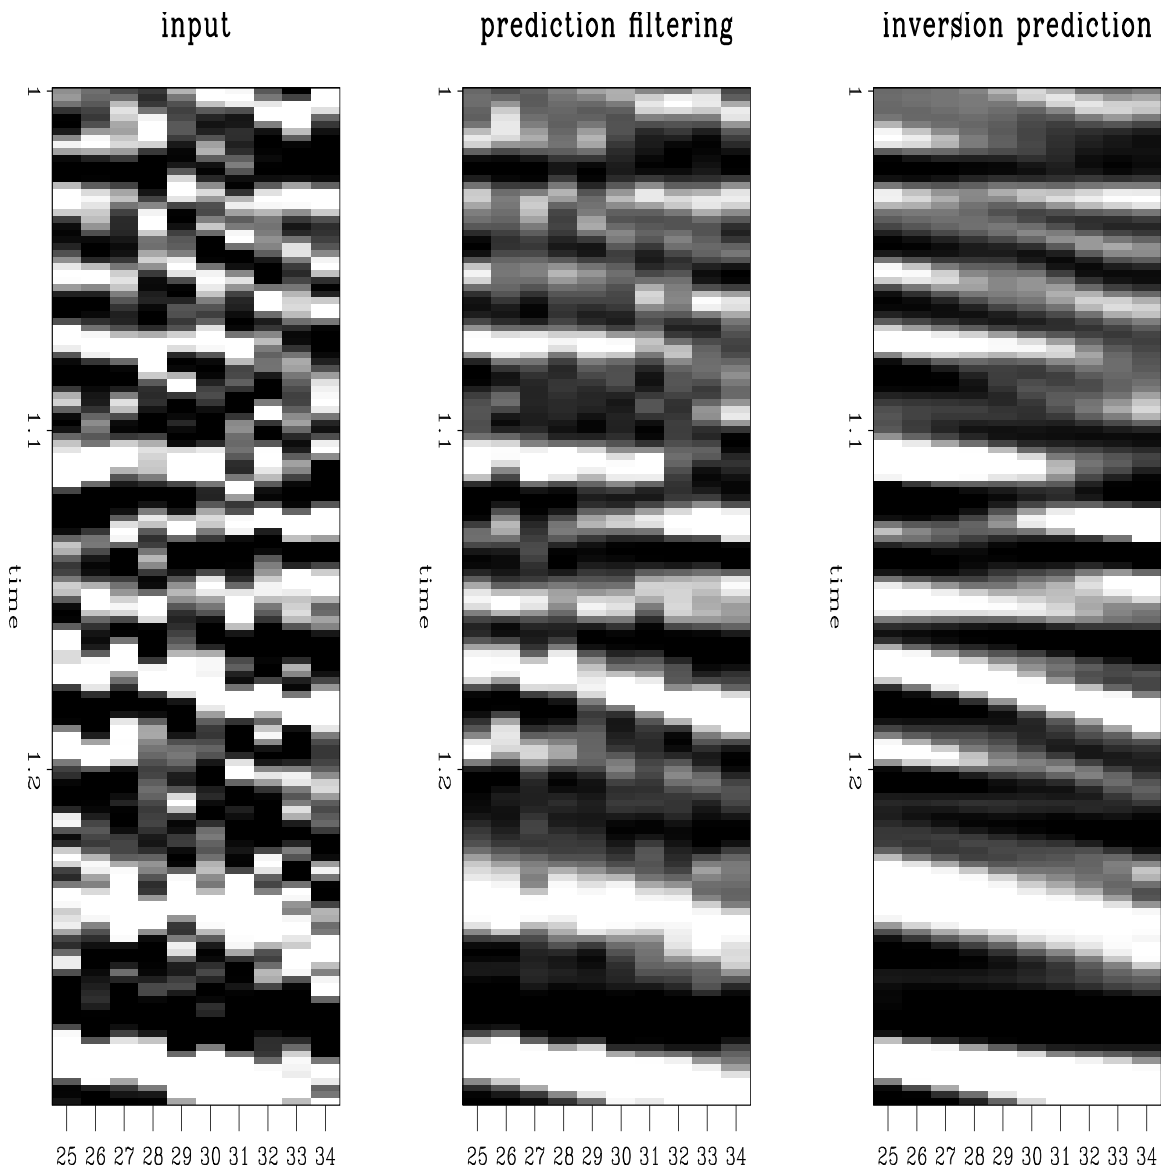 input prediction filtering inversion prediction
1 1 1
1.1 1.1 1.1
time time time
1.2 1.2 1.2
25 26 27 28 29 30 31 32 33 34 25 26 27 28 29 30 31 32 33 34 25 26 27 28 29 30 31 32 33 34